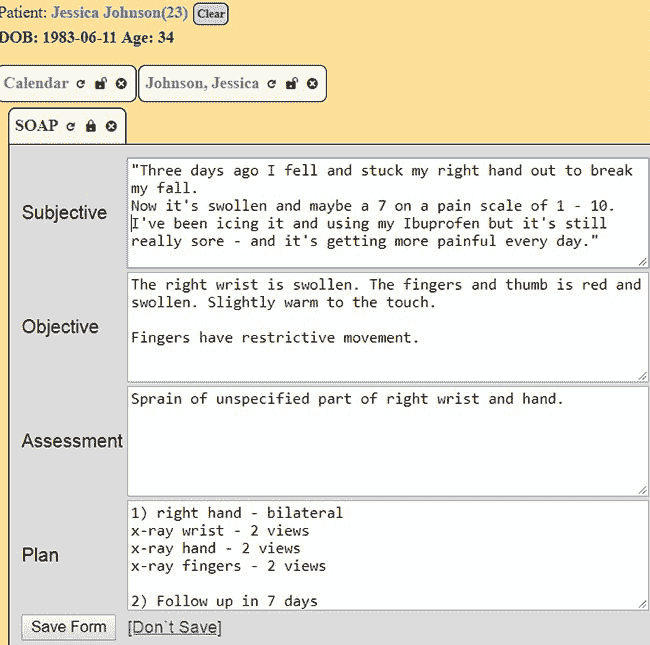 Patient: Jessica Johnson(23) Clear
DOB: 1983-06-11 Age: 34
Calendar Johnson, Jessica
SOAP
Subjective
"Three days ago I fell and stuck my right hand out to break
my fall.
Now it's swollen and maybe a 7 on a pain scale of 1 - 10.
I've been icing it and using my Ibuprofen but it's still
really sore - and it's getting more painful every day."
Objective
The right wrist is swollen. The fingers and thumb is red and
swollen. Slightly warm to the touch.
Fingers have restrictive movement.
Assessment
Sprain of unspecified part of right wrist and hand.
Plan
1) right hand - bilateral
x-ray wrist - 2 views
x-ray hand - 2 views
x-ray fingers - 2 views
2) Follow up in 7 days
Save Form [Don`t Save]